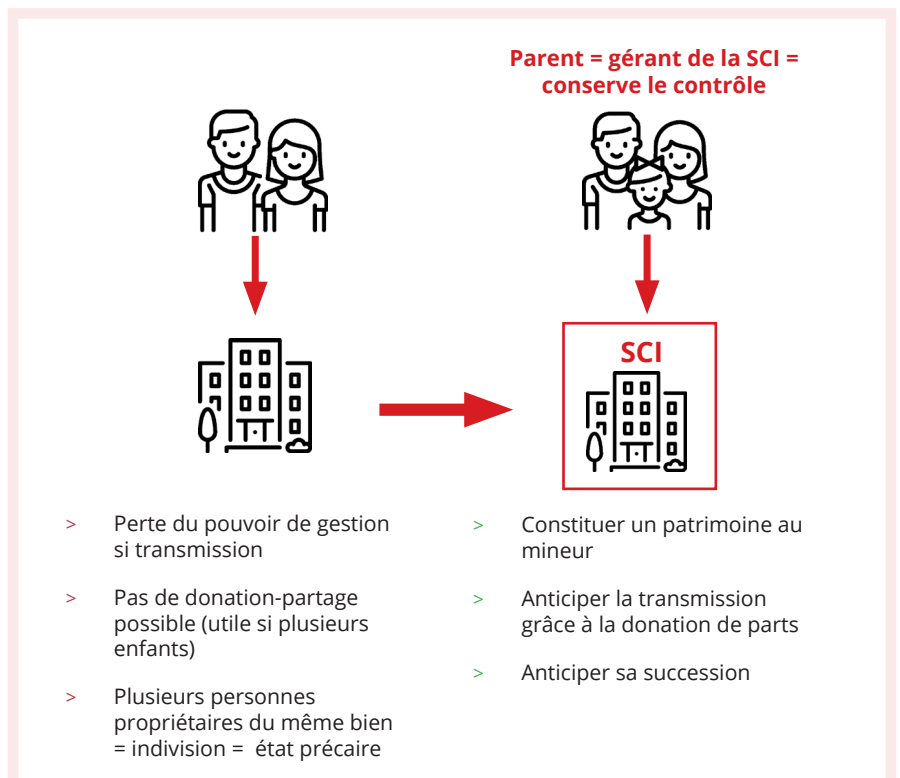 Parent = gérant de la SCI =
conserve le contrôle
SCI
> Perte du pouvoir de gestion
si transmission
> Pas de donation-partage
possible (utile si plusieurs
enfants)
> Plusieurs personnes
propriétaires du même bien
= indivision = état précaire
> Constituer un patrimoine au
mineur
> Anticiper la transmission
grâce à la donation de parts
> Anticiper sa succession